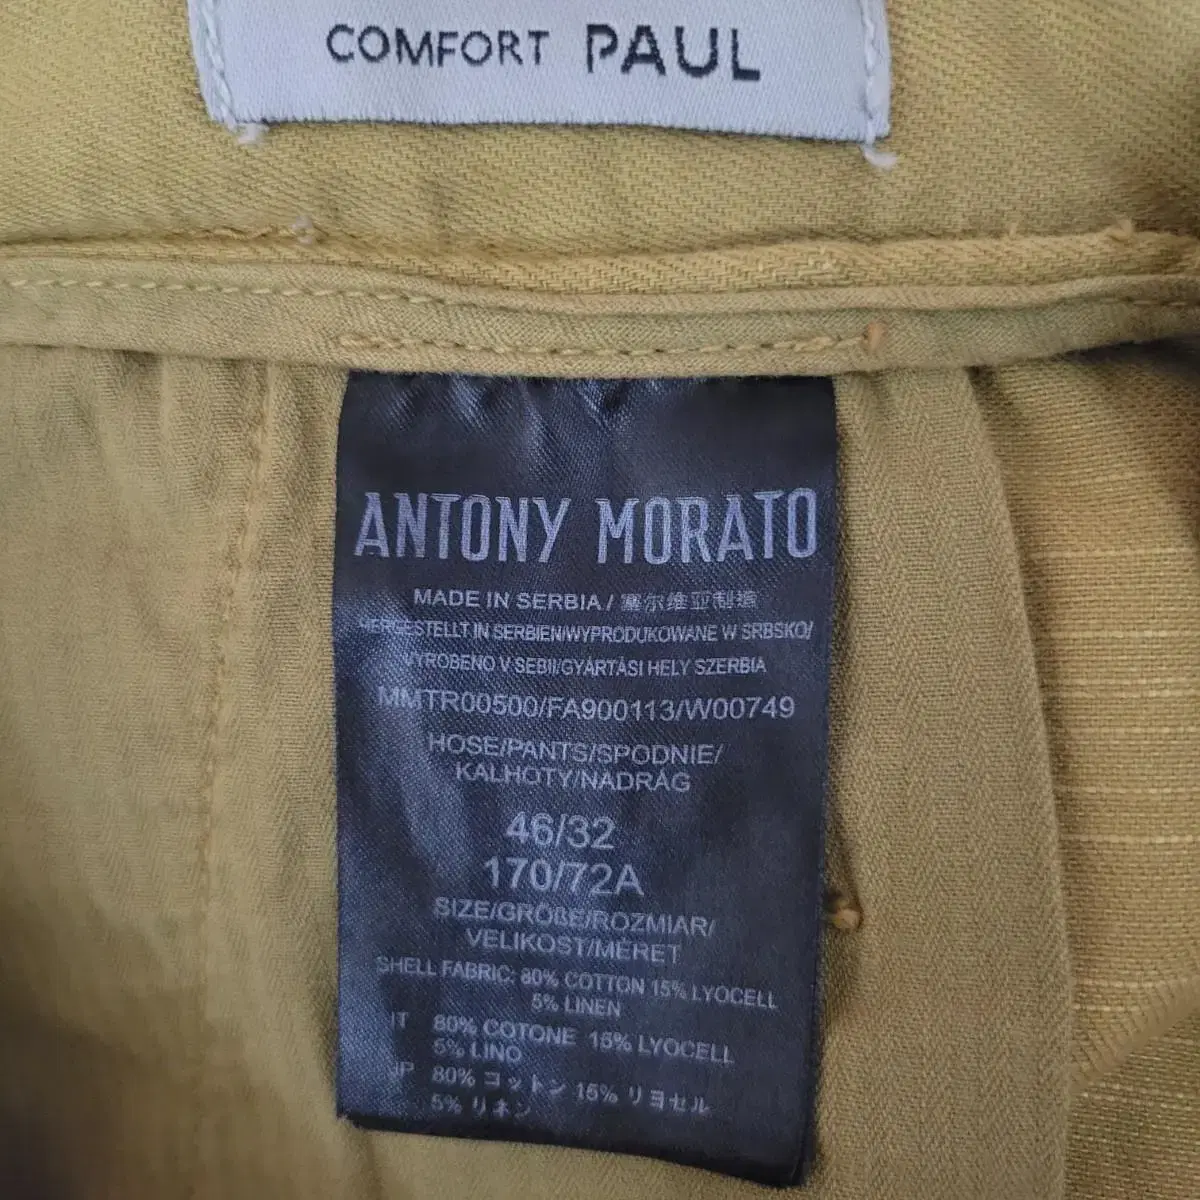 COMFORT PAUL
ANTONY MORATO
MADE IN SERBIA / 塞尔维亚制造
HERGESTELLT IN SERBIEN/WYPRODUKOWANE W SRBSKO/
VYROBENO V SEBII/GYÁRTÁSI HELY SZERBIA
MMTR00500/FA900113/W00749
HOSE/PANTS/SPODNIE/
KALHOTY/NADRÁG
46/32
170/72A
SIZE/GRÖßE/ROZMIAR/
VELIKOST/MÉRET
SHELL FABRIC: 80% COTTON 15% LYOCELL
5% LINEN
IT 80% COTONE 15% LYOCELL
5% LINO
JP 80% コットン 15% リヨセル
5% リネン